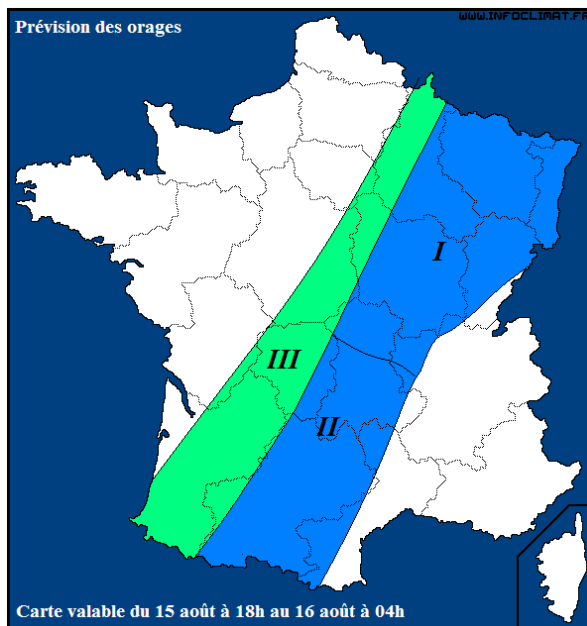 WWW.INFOCLIMAT.FR
Prévision des orages
I
III
II
Carte valable du 15 août à 18h au 16 août à 04h